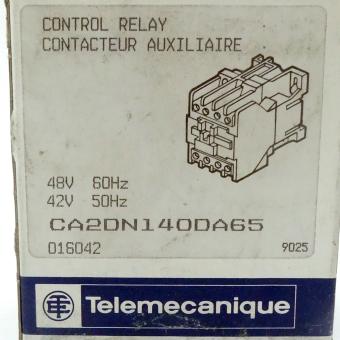 CONTROL RELAY
CONTACTEUR AUXILIAIRE
48V 60Hz
42V 50Hz
CA2DN140DA65
016042 9025
Telemecanique